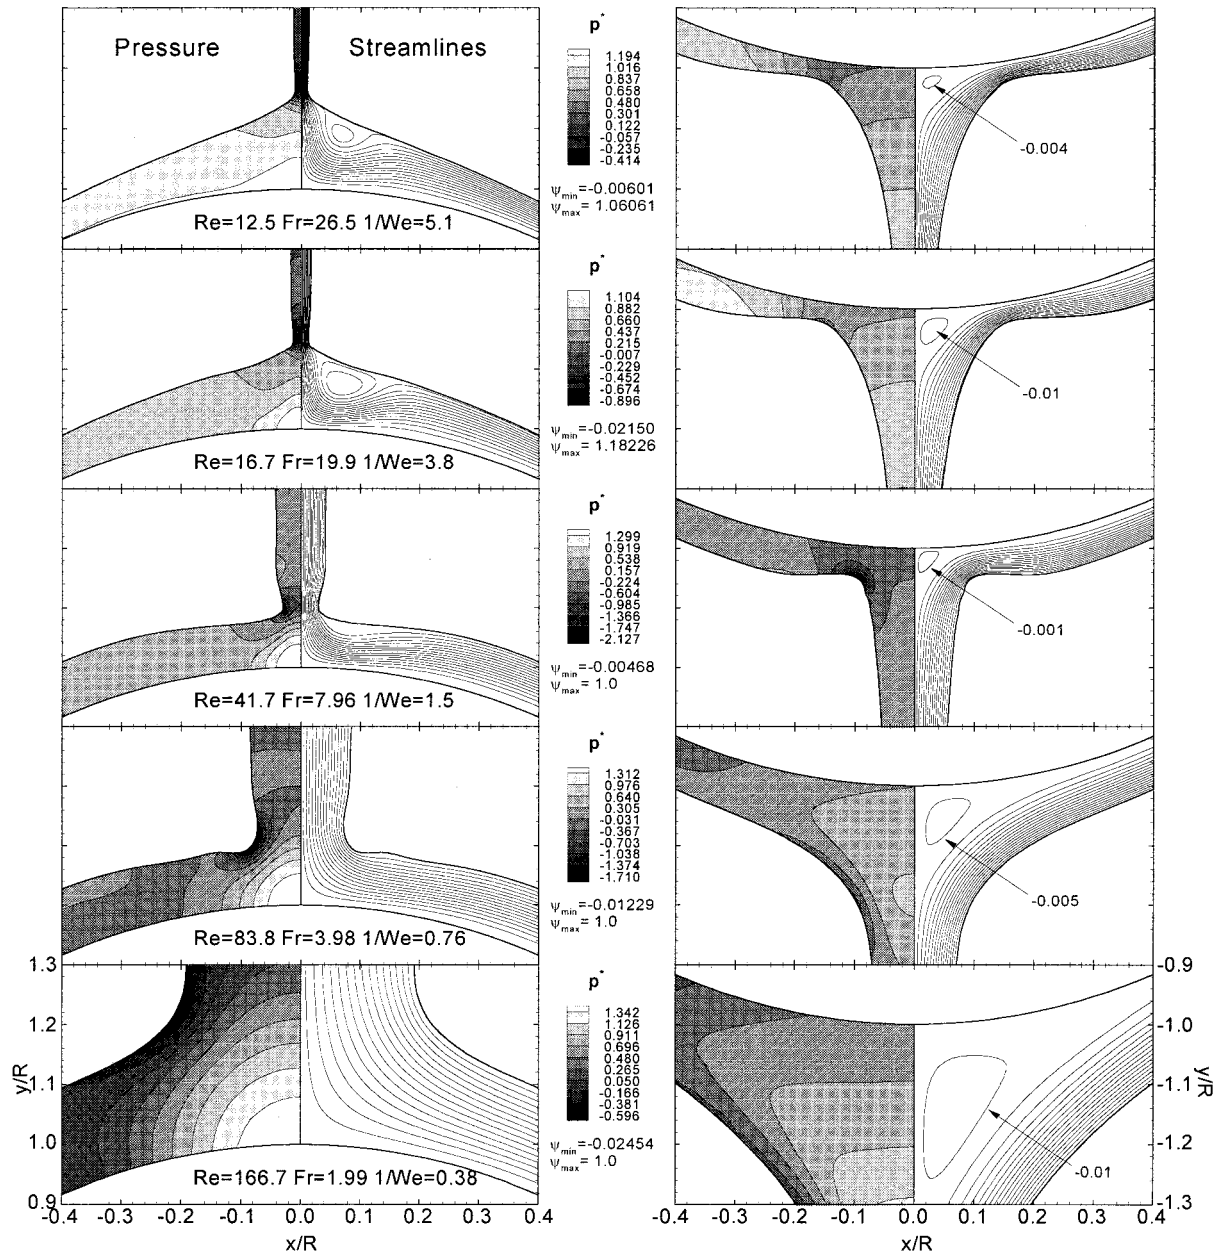 Pressure Streamlines
p*
1.194
1.016
0.837
0.658
0.480
0.301
0.122
-0.057
-0.235
-0.414
ψmin=-0.00601
ψmax= 1.06061
Re=12.5 Fr=26.5 1/We=5.1
-0.004
p*
1.104
0.882
0.660
0.437
0.215
-0.007
-0.229
-0.452
-0.674
-0.896
ψmin=-0.02150
ψmax= 1.18226
Re=16.7 Fr=19.9 1/We=3.8
-0.01
p*
1.299
0.919
0.538
0.157
-0.224
-0.604
-0.985
-1.366
-1.747
-2.127
ψmin=-0.00468
ψmax= 1.0
Re=41.7 Fr=7.96 1/We=1.5
-0.001
p*
1.312
0.976
0.640
0.305
-0.031
-0.367
-0.703
-1.038
-1.374
-1.710
ψmin=-0.01229
ψmax= 1.0
Re=83.8 Fr=3.98 1/We=0.76
-0.005
1.3
1.2
1.1
1.0
0.9
y/R
p*
1.342
1.126
0.911
0.696
0.480
0.265
0.050
-0.166
-0.381
-0.596
ψmin=-0.02454
ψmax= 1.0
Re=166.7 Fr=1.99 1/We=0.38
-0.01
-0.9
-1.0
-1.1
-1.2
-1.3
y/R
-0.4 -0.3 -0.2 -0.1 0.0 0.1 0.2 0.3 0.4
x/R
-0.4 -0.3 -0.2 -0.1 0.0 0.1 0.2 0.3 0.4
x/R